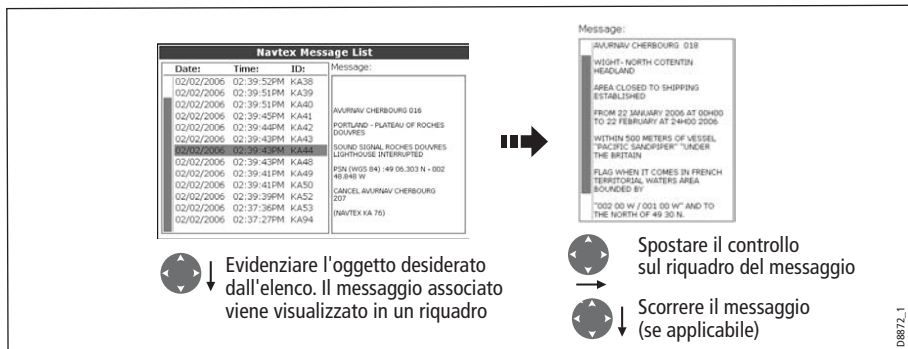 Navtex Message List
Date: Time: ID: Message:
02/02/2006 02:39:52PM KA38
02/02/2006 02:39:51PM KA39
02/02/2006 02:39:51PM KA40
02/02/2006 02:39:45PM KA41
02/02/2006 02:39:44PM KA42
02/02/2006 02:39:43PM KA43
02/02/2006 02:39:43PM KA44
02/02/2006 02:39:43PM KA48
02/02/2006 02:39:41PM KA49
02/02/2006 02:39:41PM KA50
02/02/2006 02:39:39PM KA52
02/02/2006 02:37:36PM KA53
02/02/2006 02:37:27PM KA94
AVURNAV CHERBOURG 016
PORTLAND - PLATEAU OF ROCHES
DOUVRES
SOUND SIGNAL ROCHES DOUVRES
LIGHTHOUSE INTERRUPTED
PSN (WGS 84) :49 06.303 N - 002
48.848 W
CANCEL AVURNAV CHERBOURG
207
(NAVTEX KA 76)
Evidenziare l'oggetto desiderato
dall'elenco. Il messaggio associato
viene visualizzato in un riquadro
Message:
AVURNAV CHERBOURG 018
WIGHT- NORTH COTENTIN
HEADLAND
AREA CLOSED TO SHIPPING
ESTABLISHED
FROM 22 JANUARY 2006 AT 00H00
TO 22 FEBRUARY AT 24H00 2006
WITHIN 500 METERS OF VESSEL
"PACIFIC SANDPIPER" "UNDER
THE BRITAIN
FLAG WHEN IT COMES IN FRENCH
TERRITORIAL WATERS AREA
BOUNDED BY
"002 00 W / 001 00 W" AND TO
THE NORTH OF 49 30 N.
Spostare il controllo
sul riquadro del messaggio
Scorrere il messaggio
(se applicabile)
D8872_1